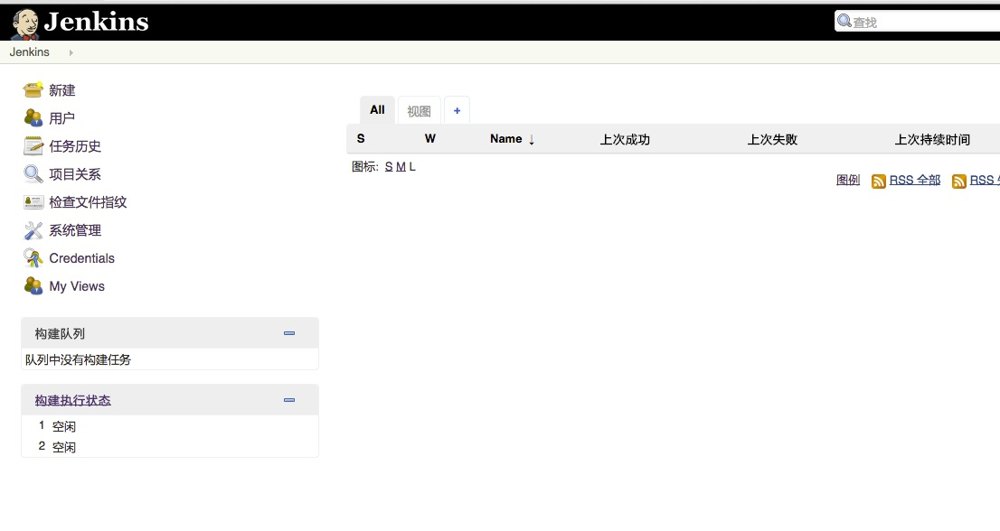 Jenkins
查找
Jenkins
新建
用户
任务历史
项目关系
检查文件指纹
系统管理
Credentials
My Views
构建队列
队列中没有构建任务
构建执行状态
1 空闲
2 空闲
All 视图 +
S W Name ↓ 上次成功 上次失败 上次持续时间
图标: S M L
图例 RSS 全部 RSS